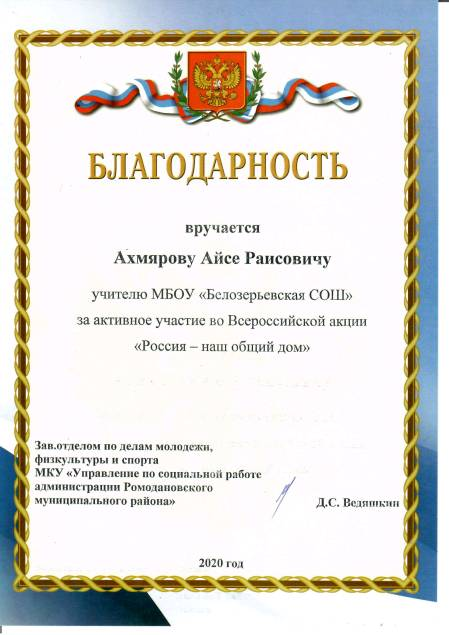 БЛАГОДАРНОСТЬ
вручается
Ахмярову Айсе Раисовичу
учителю МБОУ «Белозерьевская СОШ»
за активное участие во Всероссийской акции
«Россия – наш общий дом»
Зав.отделом по делам молодежи,
физкультуры и спорта
МКУ «Управление по социальной работе
администрации Ромодановского
муниципального района»
Д.С. Ведяшкин
2020 год